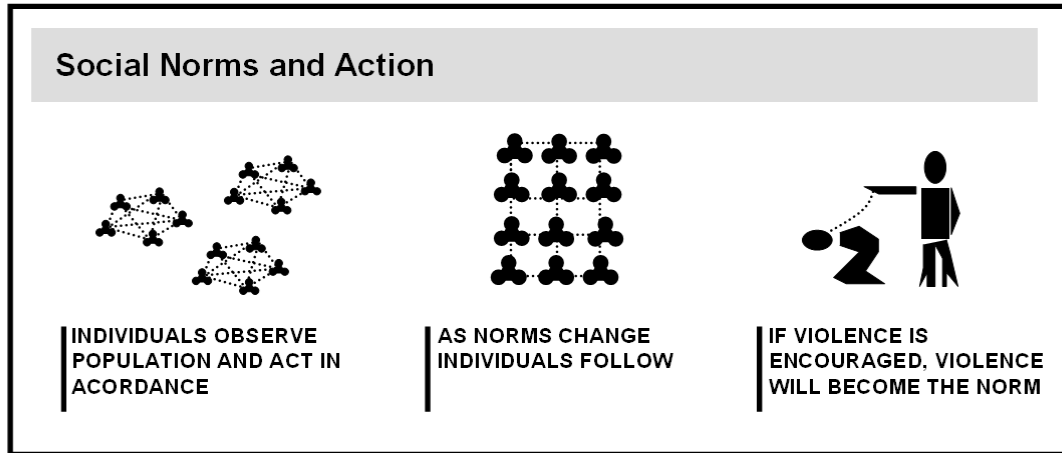 Social Norms and Action
INDIVIDUALS OBSERVE
POPULATION AND ACT IN
ACORDANCE
AS NORMS CHANGE
INDIVIDUALS FOLLOW
IF VIOLENCE IS
ENCOURAGED, VIOLENCE
WILL BECOME THE NORM